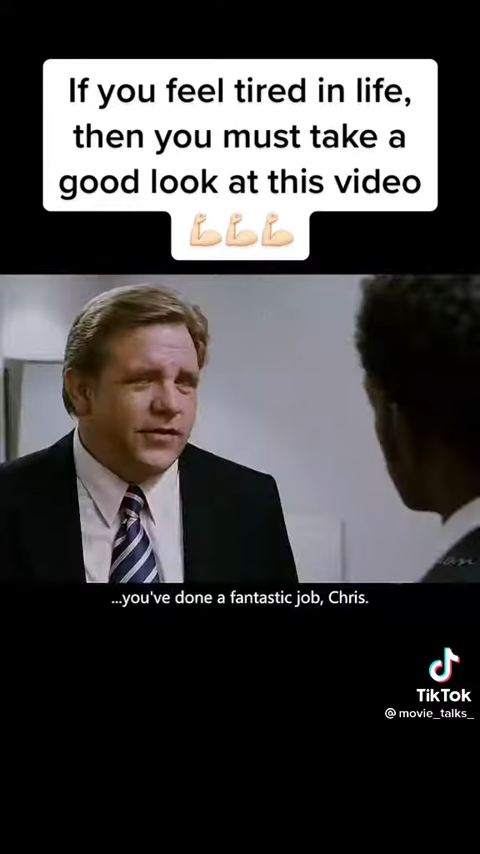 If you feel tired in life,
then you must take a
good look at this video
💪🏻💪🏻💪🏻
...you've done a fantastic job, Chris.
TikTok
@movie_talks_